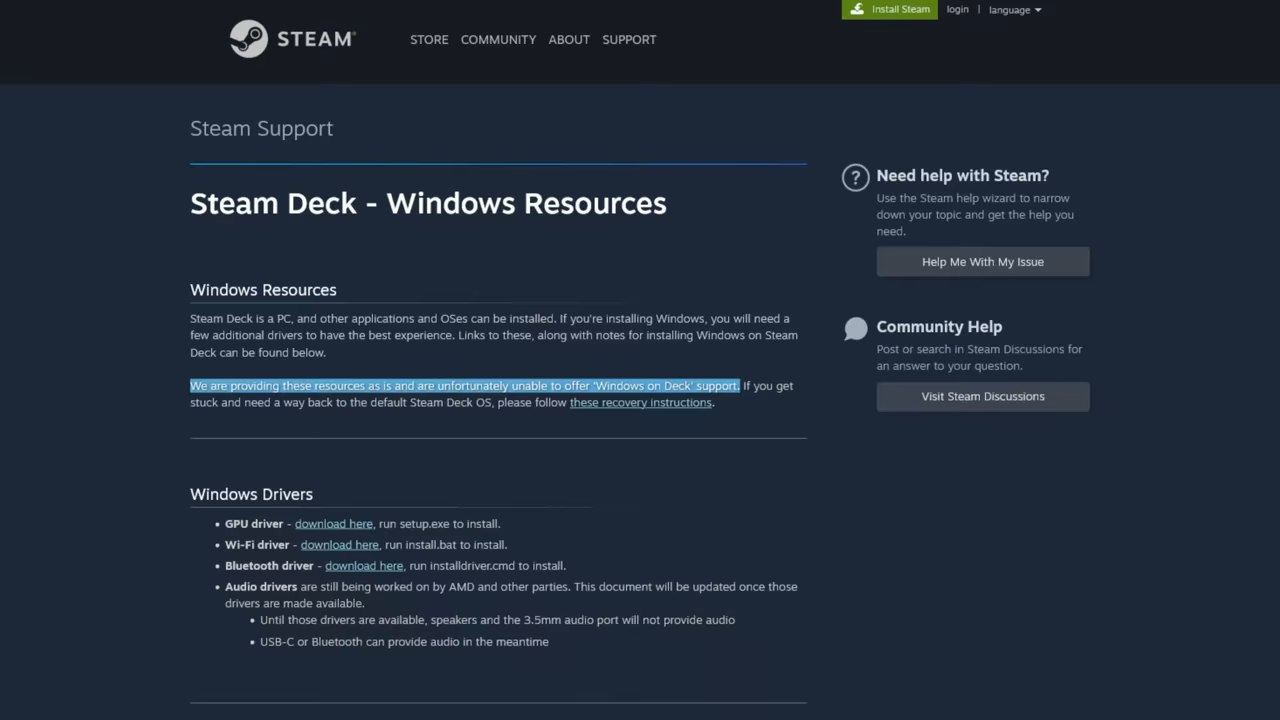 Install Steam login | language
STEAM® STORE COMMUNITY ABOUT SUPPORT
Steam Support
Steam Deck - Windows Resources
Windows Resources
Steam Deck is a PC, and other applications and OSes can be installed. If you're installing Windows, you will need a
few additional drivers to have the best experience. Links to these, along with notes for installing Windows on Steam
Deck can be found below.
We are providing these resources as is and are unfortunately unable to offer 'Windows on Deck' support. If you get
stuck and need a way back to the default Steam Deck OS, please follow these recovery instructions.
Windows Drivers
• GPU driver - download here, run setup.exe to install.
• Wi-Fi driver - download here, run install.bat to install.
• Bluetooth driver - download here, run installdriver.cmd to install.
• Audio drivers are still being worked on by AMD and other parties. This document will be updated once those
drivers are made available.
• Until those drivers are available, speakers and the 3.5mm audio port will not provide audio
• USB-C or Bluetooth can provide audio in the meantime
Need help with Steam?
Use the Steam help wizard to narrow
down your topic and get the help you
need.
Help Me With My Issue
Community Help
Post or search in Steam Discussions for
an answer to your question.
Visit Steam Discussions